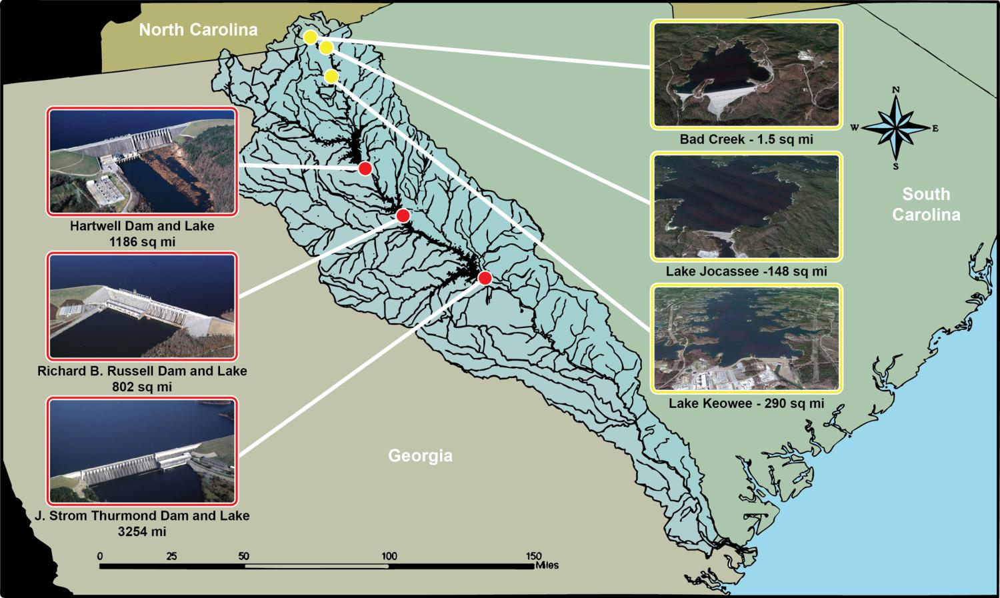 North Carolina
Bad Creek - 1.5 sq mi
N
W
E
S
Hartwell Dam and Lake
1186 sq mi
Lake Jocassee -148 sq mi
South
Carolina
Richard B. Russell Dam and Lake
802 sq mi
Lake Keowee - 290 sq mi
Georgia
J. Strom Thurmond Dam and Lake
3254 mi
0 25 50 100 150
Miles